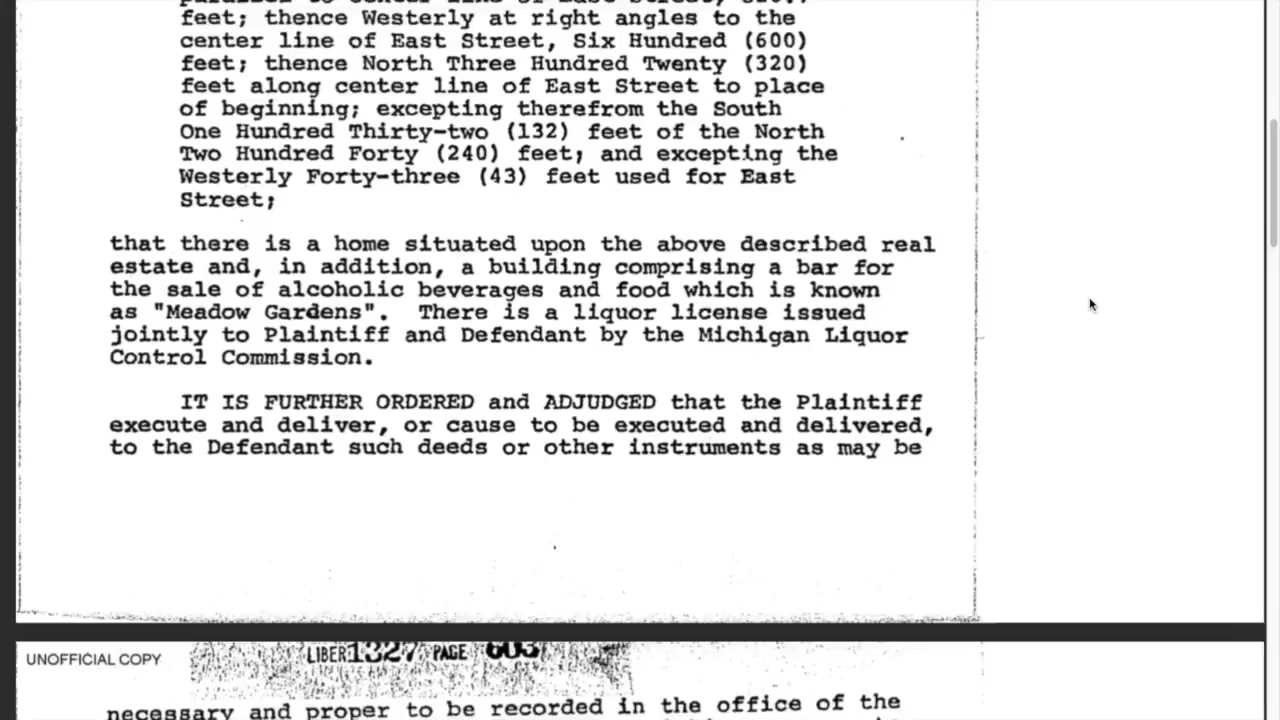 parallel to center line of East Street,
feet; thence Westerly at right angles to the
center line of East Street, Six Hundred (600)
feet; thence North Three Hundred Twenty (320)
feet along center line of East Street to place
of beginning; excepting therefrom the South
One Hundred Thirty-two (132) feet of the North
Two Hundred Forty (240) feet; and excepting the
Westerly Forty-three (43) feet used for East
Street;
that there is a home situated upon the above described real
estate and, in addition, a building comprising a bar for
the sale of alcoholic beverages and food which is known
as "Meadow Gardens". There is a liquor license issued
jointly to Plaintiff and Defendant by the Michigan Liquor
Control Commission.
IT IS FURTHER ORDERED and ADJUDGED that the Plaintiff
execute and deliver, or cause to be executed and delivered,
to the Defendant such deeds or other instruments as may be
UNOFFICIAL COPY
LIBER 1327 PAGE 603
necessary and proper to be recorded in the office of the